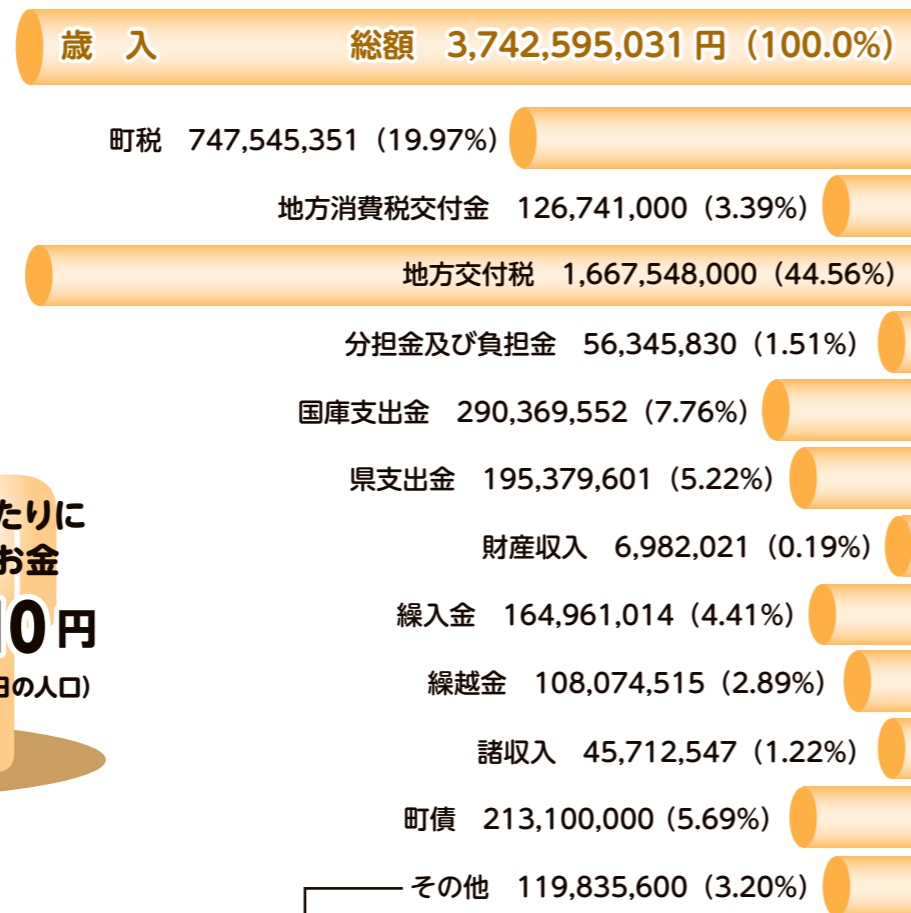 歳 入 総額 3,742,595,031円（100.0%）
町税 747,545,351（19.97%）
地方消費税交付金 126,741,000（3.39%）
地方交付税 1,667,548,000（44.56%）
分担金及び負担金 56,345,830（1.51%）
国庫支出金 290,369,552（7.76%）
県支出金 195,379,601（5.22%）
財産収入 6,982,021（0.19%）
繰入金 164,961,014（4.41%）
繰越金 108,074,515（2.89%）
諸収入 45,712,547（1.22%）
町債 213,100,000（5.69%）
その他 119,835,600（3.20%）
たりに
お金
0円
の人口）